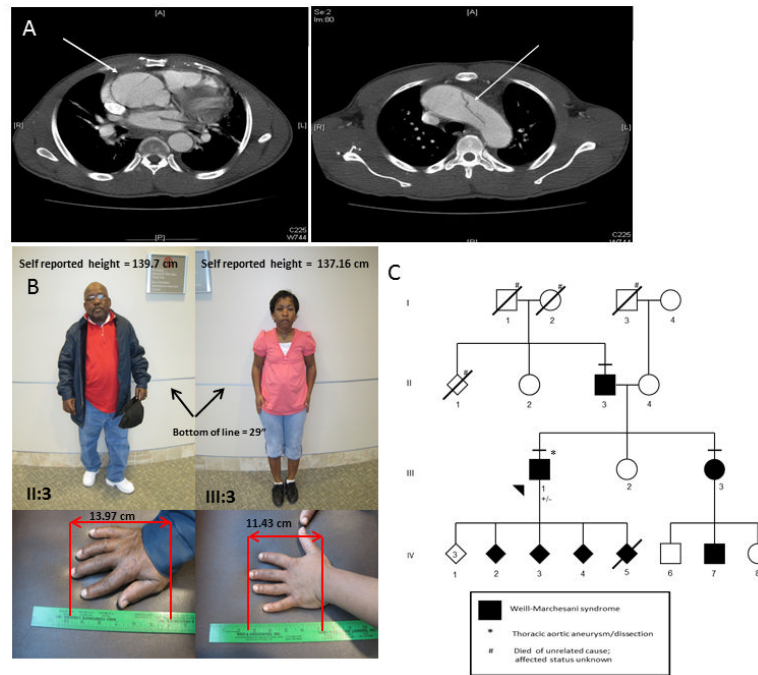 A
[A]
[R]
[L]
[P]
C225
W744
Se:2
Im:60
[A]
[R]
[L]
C225
W744
B
Self reported height = 139.7 cm
Self reported height = 137.16 cm
Bottom of line = 29"
II:3
III:3
13.97 cm
11.43 cm
C
I
# # #
1 2 3 4
II
#
1 2 3 4
III
*
1 2 3
+/-
IV
3
1 2 3 4 5 6 7 8
Weill-Marchesani syndrome
* Thoracic aortic aneurysm/dissection
# Died of unrelated cause;
affected status unknown